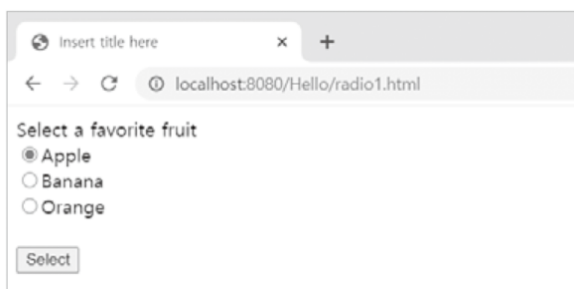 Insert title here
localhost:8080/Hello/radio1.html
Select a favorite fruit
Apple
Banana
Orange
Select